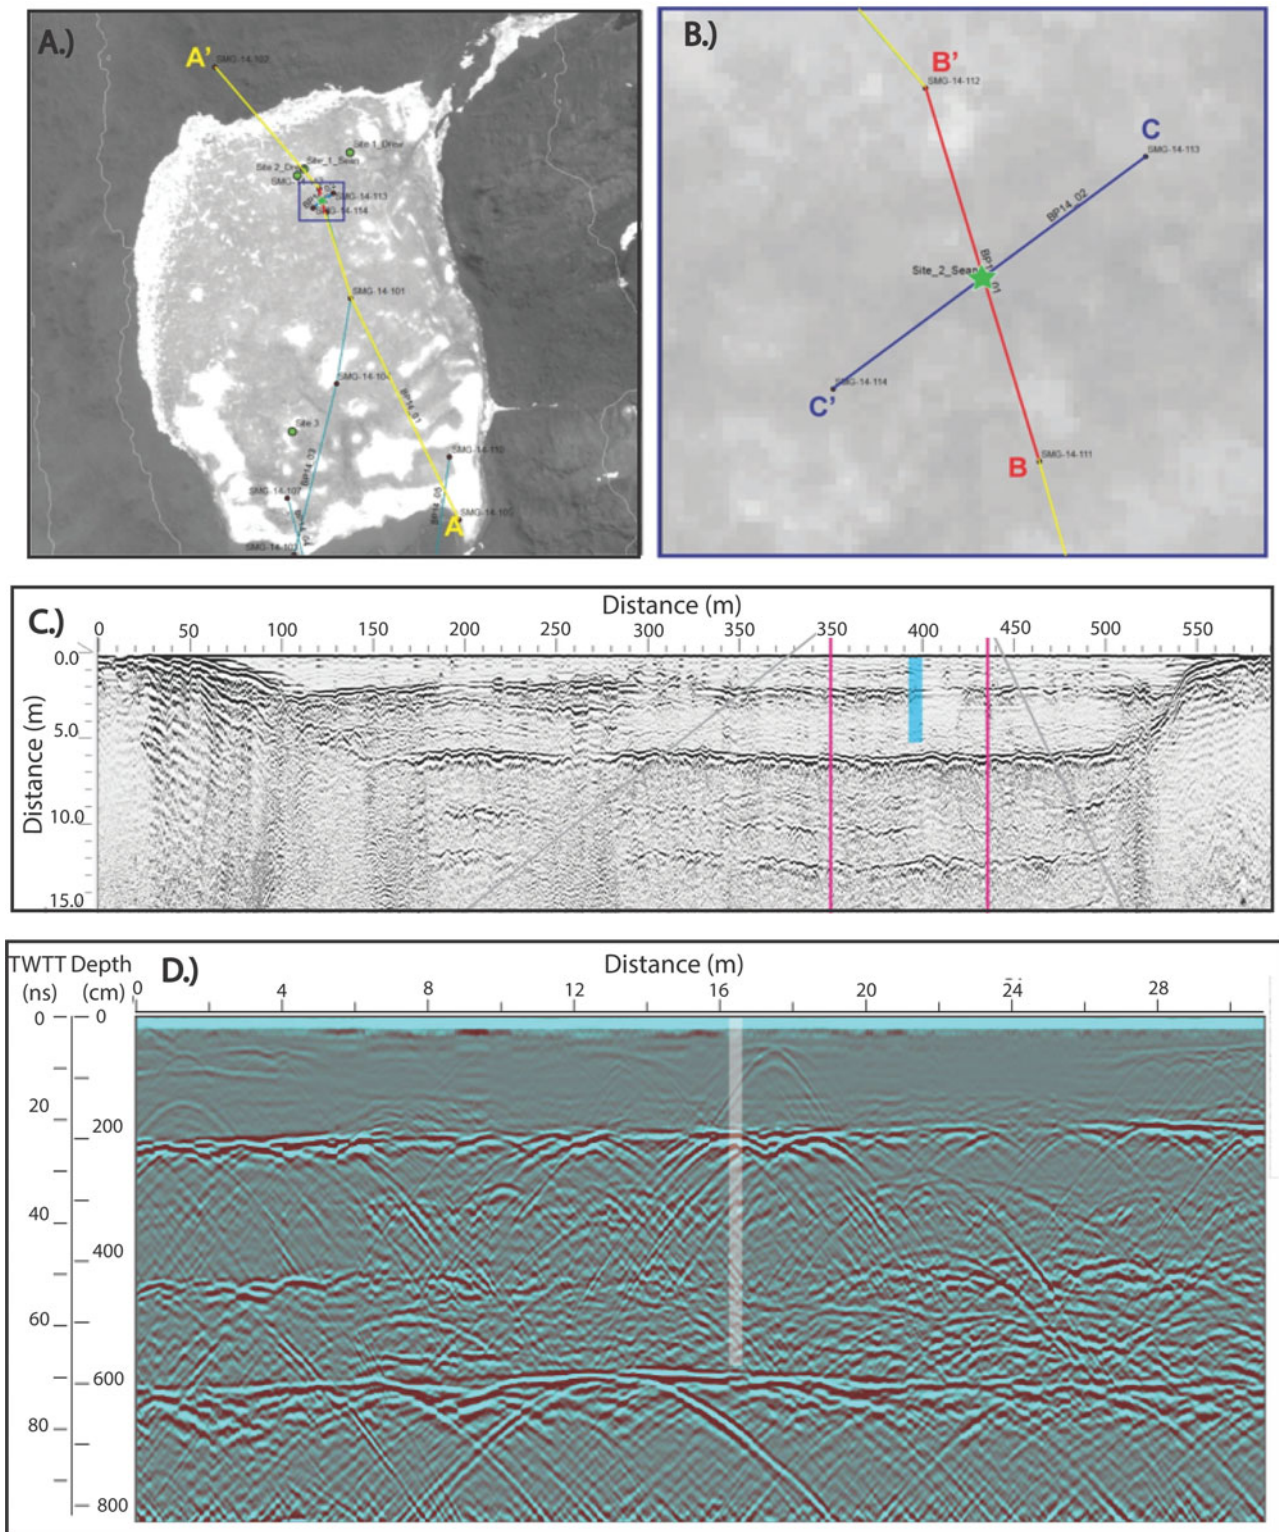 A.)
A'
SMG-14-102
Site 1_Drew
Site_1_Sean
SMG-14-113
SMG-14-114
SMG-14-101
BP14_01
Site 3
BP14_03
SMG-14-110
SMG-14-107
A
B.)
B'
SMG-14-112
C
SMG-14-113
BP14_02
Site_2_Sean
SMG-14-114
C'
B
SMG-14-111
C.)
Distance (m)
0 50 100 150 200 250 300 350 350 400 450 500 550
0.0
5.0
10.0
15.0
Distance (m)
TWTT Depth
(ns) (cm)
D.)
Distance (m)
0 4 8 12 16 20 24 28
0 0
20 200
40 400
60 600
80 800